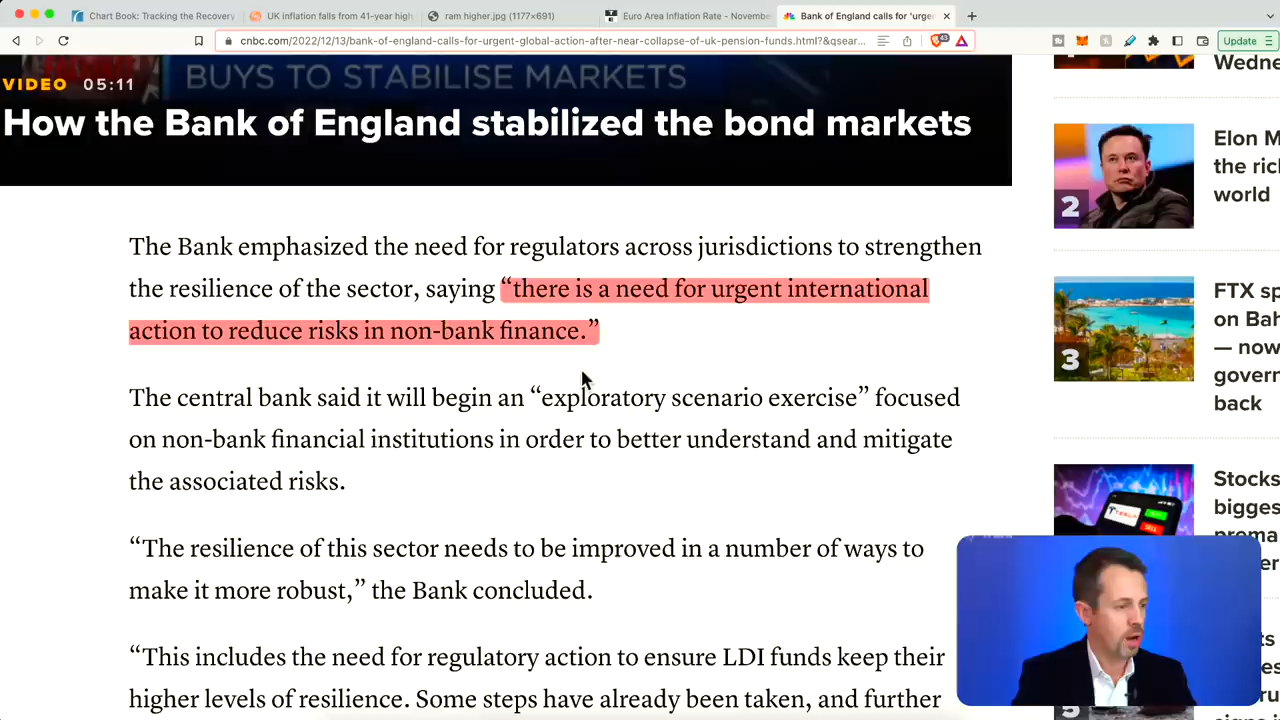 Chart Book: Tracking the Recovery
UK inflation falls from 41-year high
ram higher.jpg (1177×691)
Euro Area Inflation Rate - Novembe
Bank of England calls for 'urge
cnbc.com/2022/12/13/bank-of-england-calls-for-urgent-global-action-after-near-collapse-of-uk-pension-funds.html?&qsear...
Update
BUYS TO STABILISE MARKETS
VIDEO 05:11
How the Bank of England stabilized the bond markets
The Bank emphasized the need for regulators across jurisdictions to strengthen
the resilience of the sector, saying “there is a need for urgent international
action to reduce risks in non-bank finance.”
The central bank said it will begin an “exploratory scenario exercise” focused
on non-bank financial institutions in order to better understand and mitigate
the associated risks.
“The resilience of this sector needs to be improved in a number of ways to
make it more robust,” the Bank concluded.
“This includes the need for regulatory action to ensure LDI funds keep their
higher levels of resilience. Some steps have already been taken, and further
Wedne
2
Elon M
the rich
world
3
FTX sp
on Bah
— now
govern
back
Stocks
bigges
prema
TESLA
SELL
5